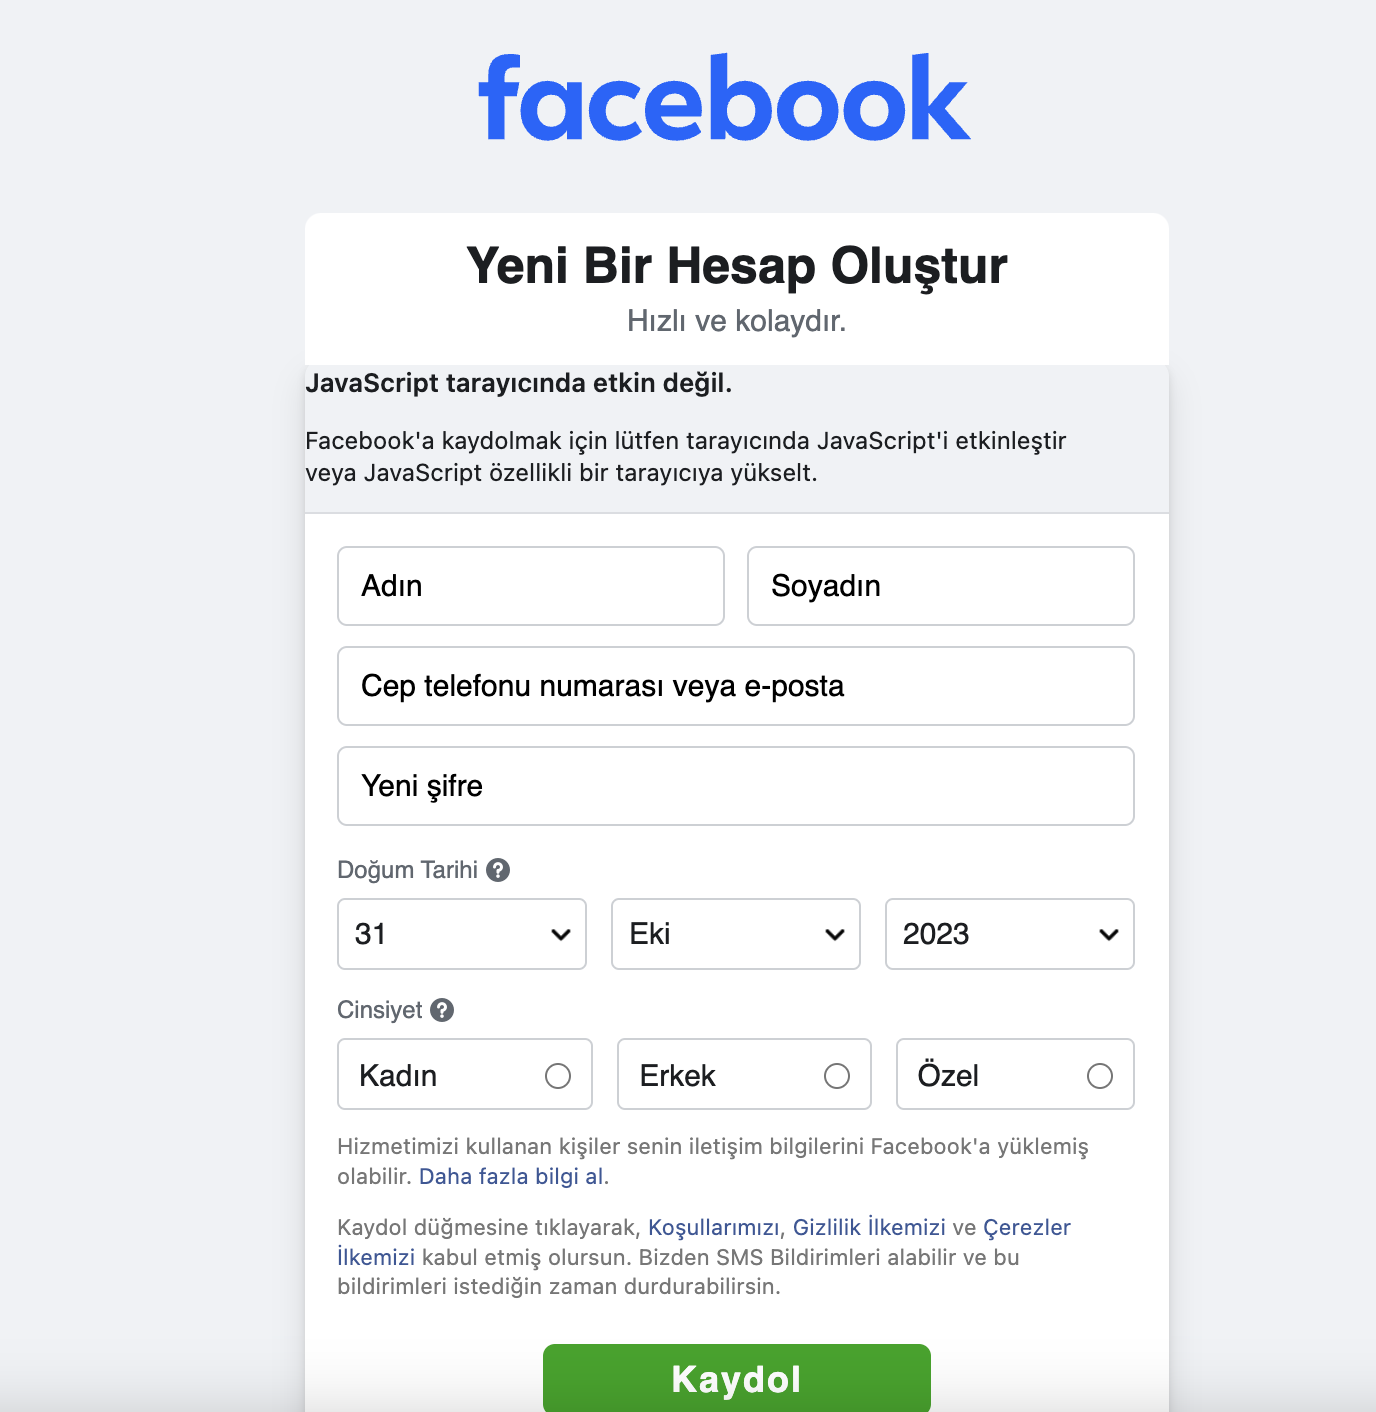 facebook
Yeni Bir Hesap Oluştur
Hızlı ve kolaydır.
JavaScript tarayıcında etkin değil.
Facebook'a kaydolmak için lütfen tarayıcında JavaScript'i etkinleştir
veya JavaScript özellikli bir tarayıcıya yükselt.
Adın
Soyadın
Cep telefonu numarası veya e-posta
Yeni şifre
Doğum Tarihi ?
31
Eki
2023
Cinsiyet ?
Kadın
Erkek
Özel
Hizmetimizi kullanan kişiler senin iletişim bilgilerini Facebook'a yüklemiş
olabilir. Daha fazla bilgi al.
Kaydol düğmesine tıklayarak, Koşullarımızı, Gizlilik İlkemizi ve Çerezler
İlkemizi kabul etmiş olursun. Bizden SMS Bildirimleri alabilir ve bu
bildirimleri istediğin zaman durdurabilirsin.
Kaydol